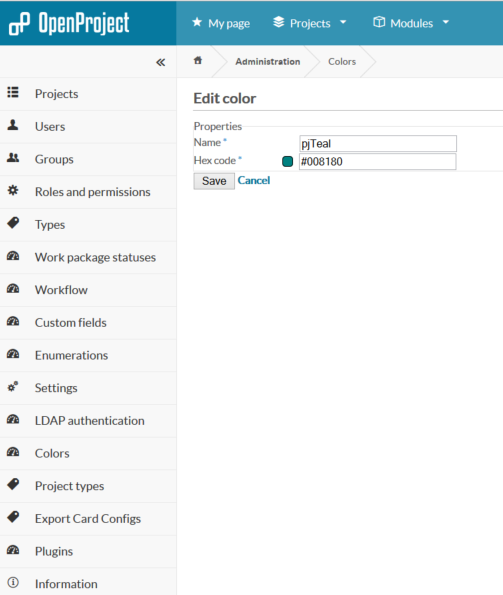 OpenProject
My page Projects Modules
«
Administration Colors
Projects
Users
Groups
Roles and permissions
Types
Work package statuses
Workflow
Custom fields
Enumerations
Settings
LDAP authentication
Colors
Project types
Export Card Configs
Plugins
Information
Edit color
Properties
Name * pjTeal
Hex code * #008180
Save Cancel